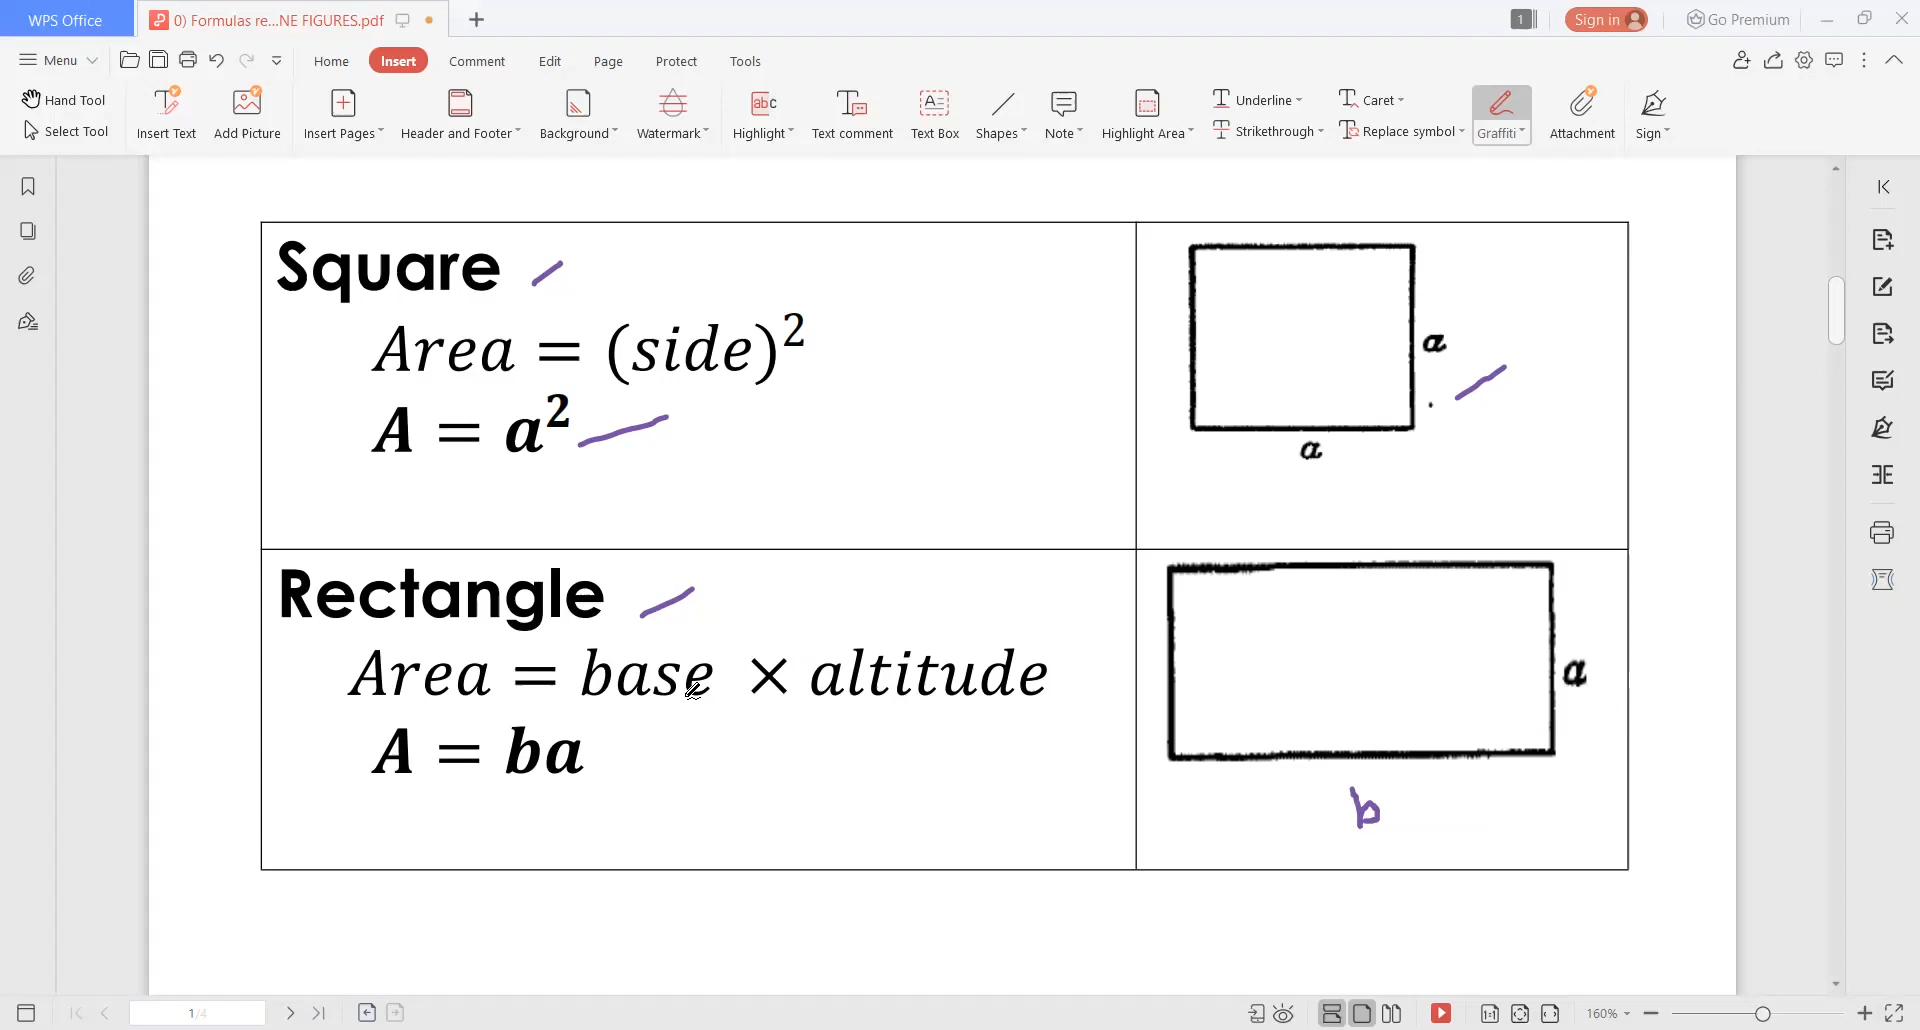 WPS Office
0) Formulas re...NE FIGURES.pdf
1
Sign in
Go Premium
Menu
Home
Insert
Comment
Edit
Page
Protect
Tools
Hand Tool
Select Tool
Insert Text
Add Picture
Insert Pages
Header and Footer
Background
Watermark
Highlight
Text comment
Text Box
Shapes
Note
Highlight Area
Underline
Strikethrough
Caret
Replace symbol
Graffiti
Attachment
Sign
Square
Area = (side)²
A = a²
a
a
Rectangle
Area = base × altitude
A = ba
a
b
1/4
160%